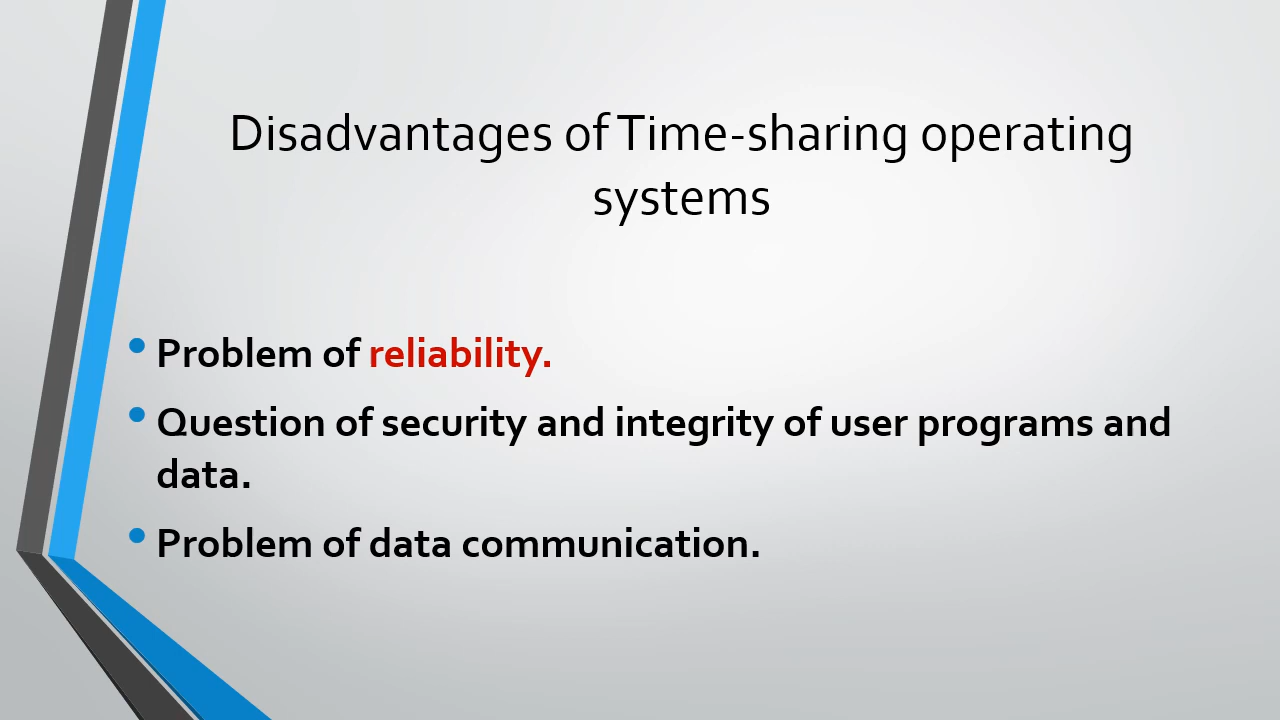 Disadvantages of Time-sharing operating
systems
• Problem of reliability.
• Question of security and integrity of user programs and
data.
• Problem of data communication.